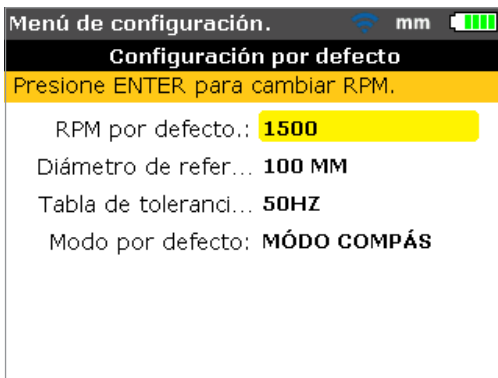 Menú de configuración. mm
Configuración por defecto
Presione ENTER para cambiar RPM.
RPM por defecto.: 1500
Diámetro de refer... 100 MM
Tabla de toleranci... 50HZ
Modo por defecto: MÓDO COMPÁS